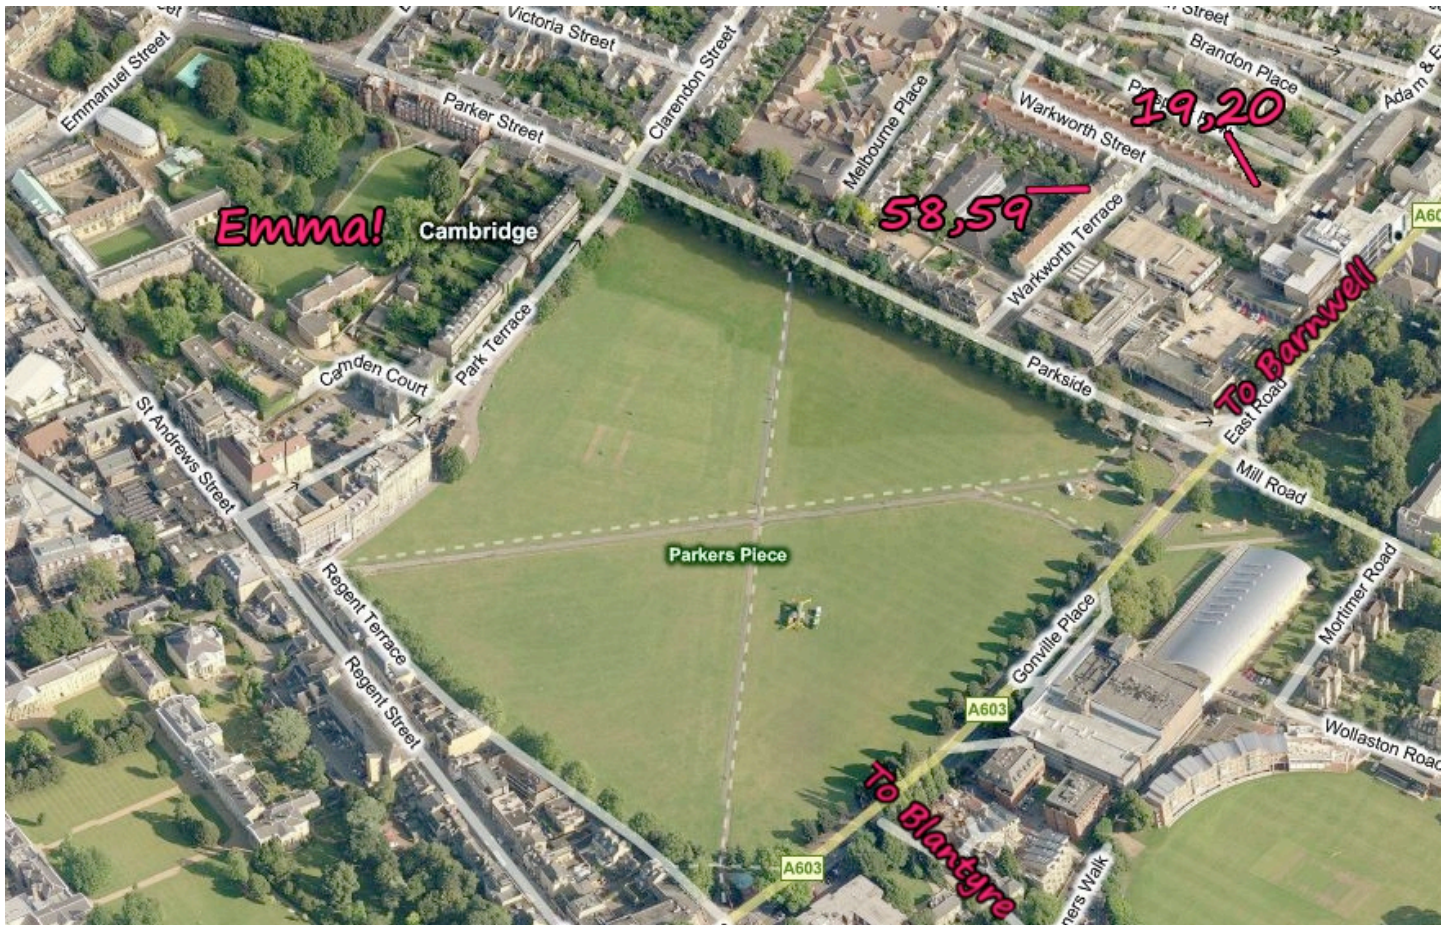 Victoria Street
Street
Brandon Place
Emmanuel Street
Clarendon Street
Adam & E
Parker Street
Melbourne Place
Warkworth Street
19,20
58,59
A60
Emma!
Cambridge
Warkworth Terrace
To Barnwell
Camden Court
Park Terrace
Parkside
East Road
St Andrews Street
Mill Road
Parkers Piece
Regent Terrace
Mortimer Road
Gonville Place
Regent Street
A603
Wollaston Road
To Blantyre
A603
ners Walk